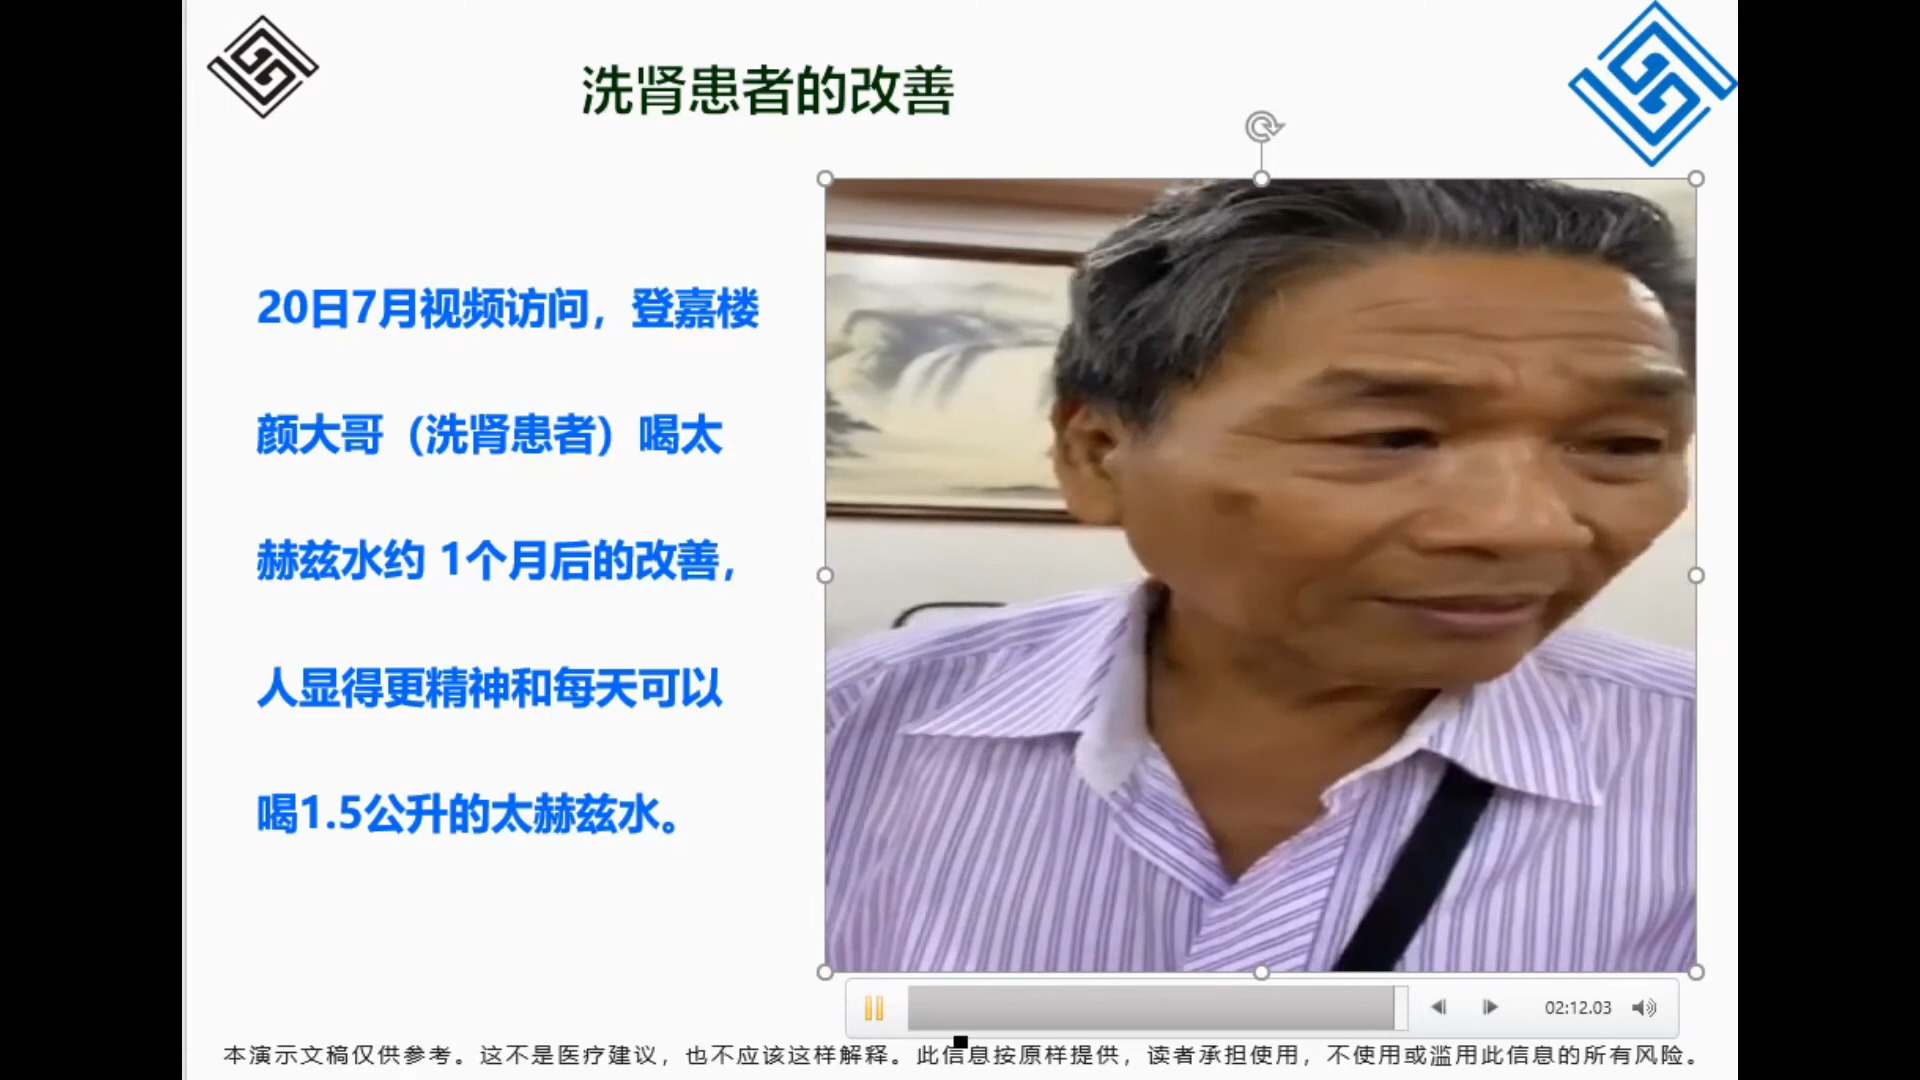 洗肾患者的改善
20日7月视频访问，登嘉楼
颜大哥（洗肾患者）喝太
赫兹水约 1个月后的改善，
人显得更精神和每天可以
喝1.5公升的太赫兹水。
02:12.03
本演示文稿仅供参考。这不是医疗建议，也不应该这样解释。此信息按原样提供，读者承担使用，不使用或滥用此信息的所有风险。